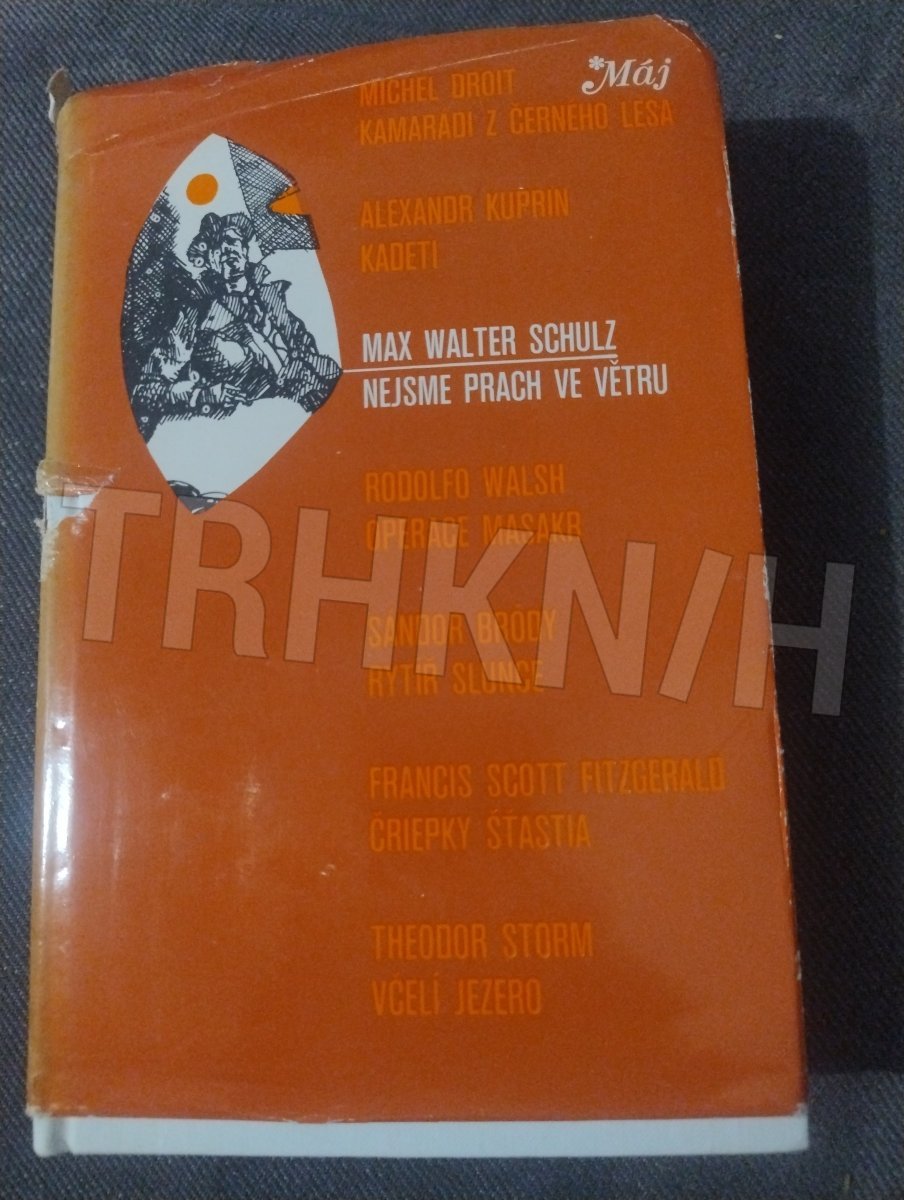 *Máj
MICHEL DROIT
KAMARÁDI Z ČERNÉHO LESA
ALEXANDR KUPRIN
KADETI
MAX WALTER SCHULZ
NEJSME PRACH VE VĚTRU
RODOLFO WALSH
OPERACE MASAKR
SÁNDOR BRÓDY
RYTÍŘ SLUNCE
FRANCIS SCOTT FITZGERALD
ČRIEPKY ŠŤASTIA
THEODOR STORM
VČELÍ JEZERO
TRHKN/H